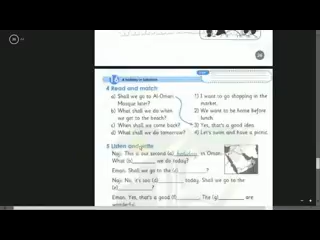 16 A holiday in Salalah
4 Read and match
a) Shall we go to Al-Oman
Mosque later?
b) What shall we do when
we get to the beach?
c) When shall we come back?
d) What shall we do tomorrow?
1) I want to go shopping in the
market.
2) We want to be home before
lunch.
3) Yes, that's a good idea.
4) Let's swim and have a picnic.
5 Listen and write
This is our second (a) holiday in Oman.
What (b) we do today?
Eman: Shall we go to the (c)
No, it's too (d) today. Shall we go to the
(e) ?
Eman: Yes, that's a good (f) The (g) are
wonderful.